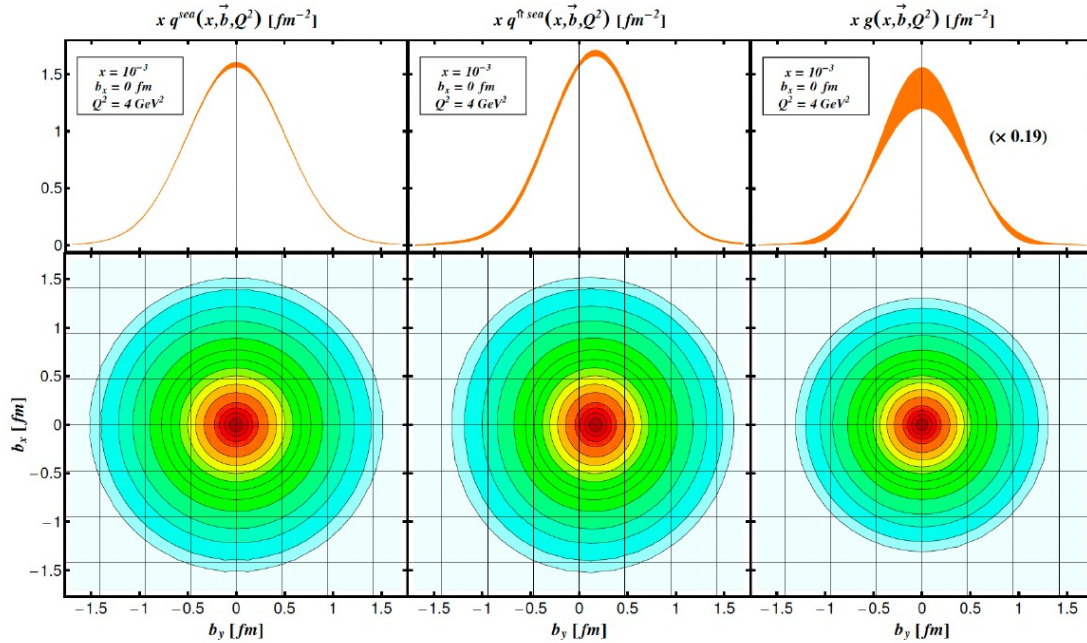 x q^sea(x, b⃗, Q²) [fm⁻²]
x q^⇑ sea(x, b⃗, Q²) [fm⁻²]
x g(x, b⃗, Q²) [fm⁻²]
x = 10⁻³
b_x = 0 fm
Q² = 4 GeV²
x = 10⁻³
b_x = 0 fm
Q² = 4 GeV²
x = 10⁻³
b_x = 0 fm
Q² = 4 GeV²
(× 0.19)
1.5
1
0.5
0
1.5
1
0.5
0
−0.5
−1
−1.5
b_x [fm]
−1.5 −1 −0.5 0 0.5 1 1.5
−1.5 −1 −0.5 0 0.5 1 1.5
−1.5 −1 −0.5 0 0.5 1 1.5
b_y [fm]
b_y [fm]
b_y [fm]